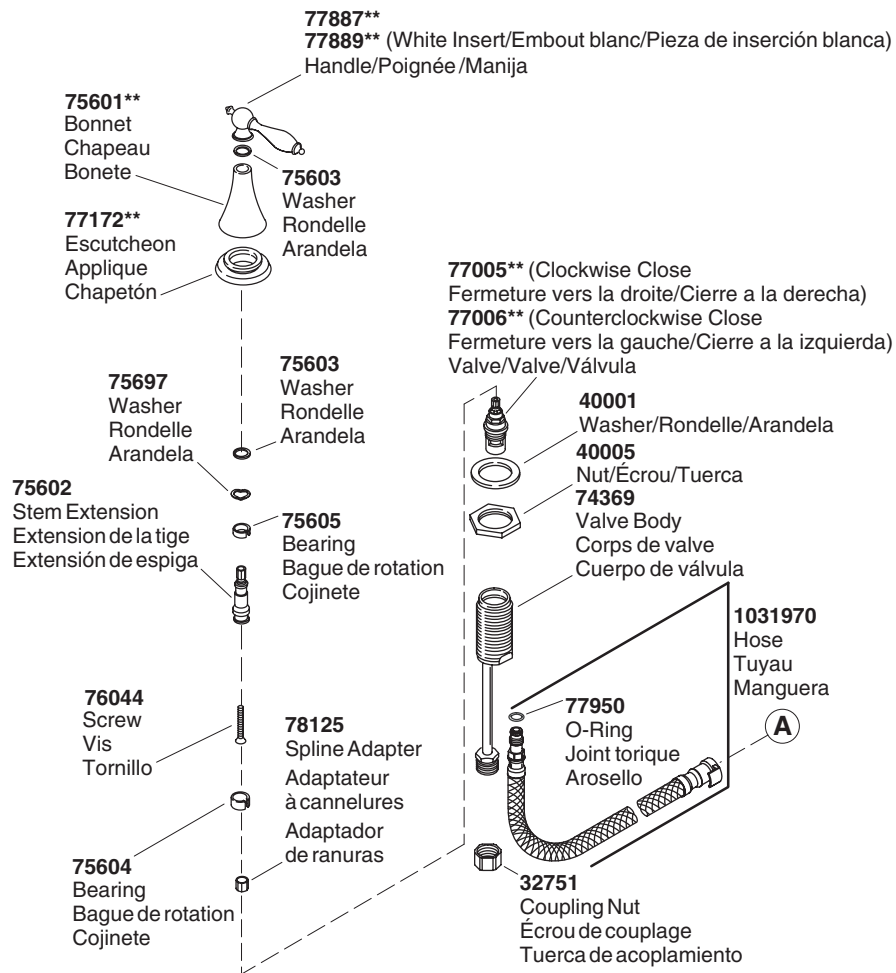 77887**
77889** (White Insert/Embout blanc/Pieza de inserción blanca)
Handle/Poignée/Manija
75601**
Bonnet
Chapeau
Bonete
75603
Washer
Rondelle
Arandela
77172**
Escutcheon
Applique
Chapetón
77005** (Clockwise Close
Fermeture vers la droite/Cierre a la derecha)
77006** (Counterclockwise Close
Fermeture vers la gauche/Cierre a la izquierda)
Valve/Valve/Válvula
75603
Washer
Rondelle
Arandela
75697
Washer
Rondelle
Arandela
40001
Washer/Rondelle/Arandela
40005
Nut/Écrou/Tuerca
74369
Valve Body
Corps de valve
Cuerpo de válvula
75602
Stem Extension
Extension de la tige
Extensión de espiga
75605
Bearing
Bague de rotation
Cojinete
1031970
Hose
Tuyau
Manguera
76044
Screw
Vis
Tornillo
78125
Spline Adapter
Adaptateur
à cannelures
Adaptador
de ranuras
77950
O-Ring
Joint torique
Arosello
A
75604
Bearing
Bague de rotation
Cojinete
32751
Coupling Nut
Écrou de couplage
Tuerca de acoplamiento